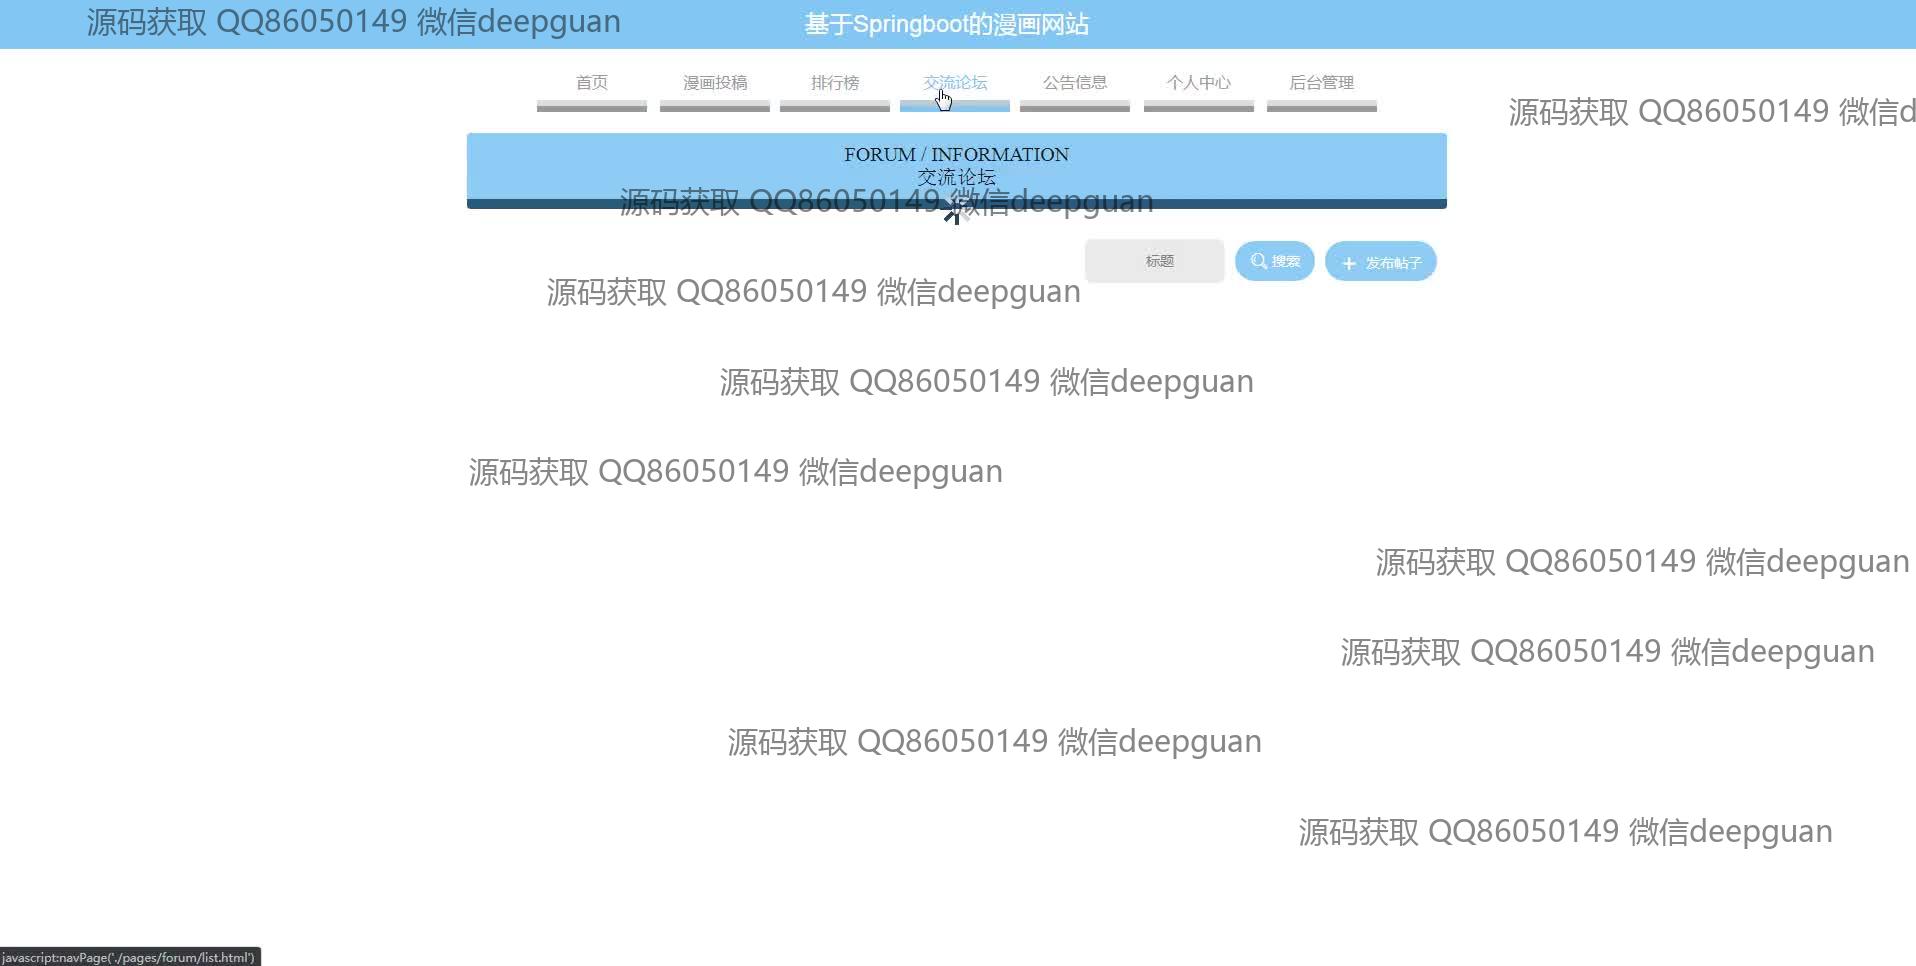 源码获取 QQ86050149 微信deepguan
基于Springboot的漫画网站
首页 漫画投稿 排行榜 交流论坛 公告信息 个人中心 后台管理
源码获取 QQ86050149 微信d
FORUM / INFORMATION
交流论坛
源码获取 QQ86050149 微信deepguan
标题 搜索 + 发布帖子
源码获取 QQ86050149 微信deepguan
源码获取 QQ86050149 微信deepguan
源码获取 QQ86050149 微信deepguan
源码获取 QQ86050149 微信deepguan
源码获取 QQ86050149 微信deepguan
源码获取 QQ86050149 微信deepguan
源码获取 QQ86050149 微信deepguan
javascript:navPage('./pages/forum/list.html')